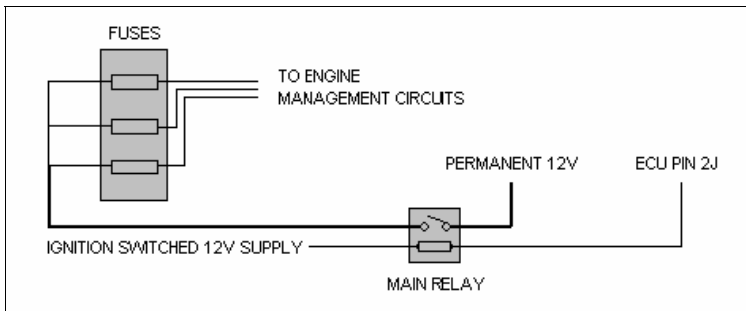 FUSES
TO ENGINE
MANAGEMENT CIRCUITS
PERMANENT 12V
ECU PIN 2J
IGNITION SWITCHED 12V SUPPLY
MAIN RELAY